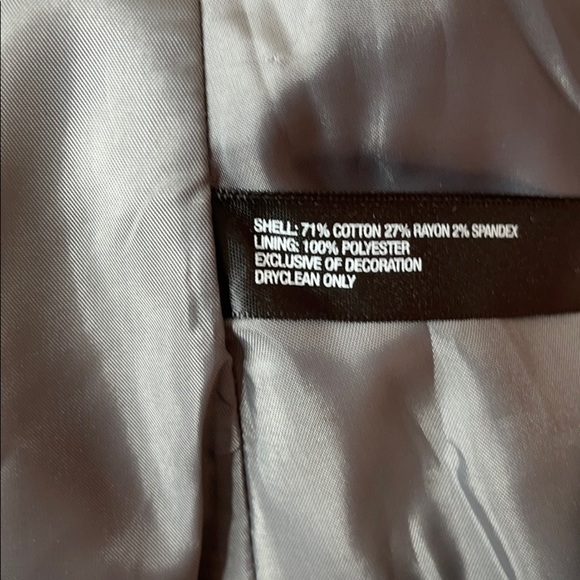 SHELL: 71% COTTON 27% RAYON 2% SPANDEX
LINING: 100% POLYESTER
EXCLUSIVE OF DECORATION
DRYCLEAN ONLY